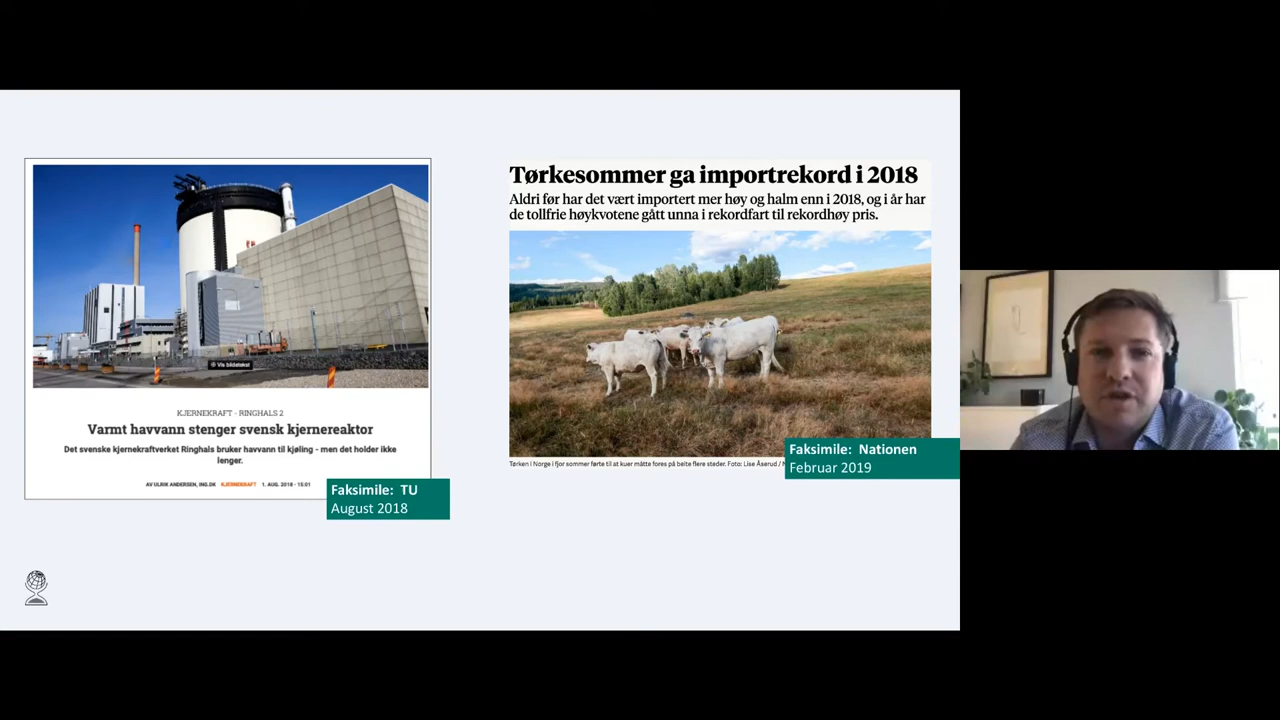 Vis bildetekst
KJERNEKRAFT - RINGHALS 2
Varmt havvann stenger svensk kjernereaktor
Det svenske kjernekraftverket Ringhals bruker havvann til kjøling - men det holder ikke
lenger.
AV ULRIK ANDERSEN, ING.DK KJERNEKRAFT 1. AUG. 2018 - 15:01
Faksimile: TU
August 2018
Tørkesommer ga importrekord i 2018
Aldri før har det vært importert mer høy og halm enn i 2018, og i år har
de tollfrie høykvotene gått unna i rekordfart til rekordhøy pris.
Tørken i Norge i fjor sommer førte til at kuer måtte fores på beite flere steder. Foto: Lise Åserud /
Faksimile: Nationen
Februar 2019